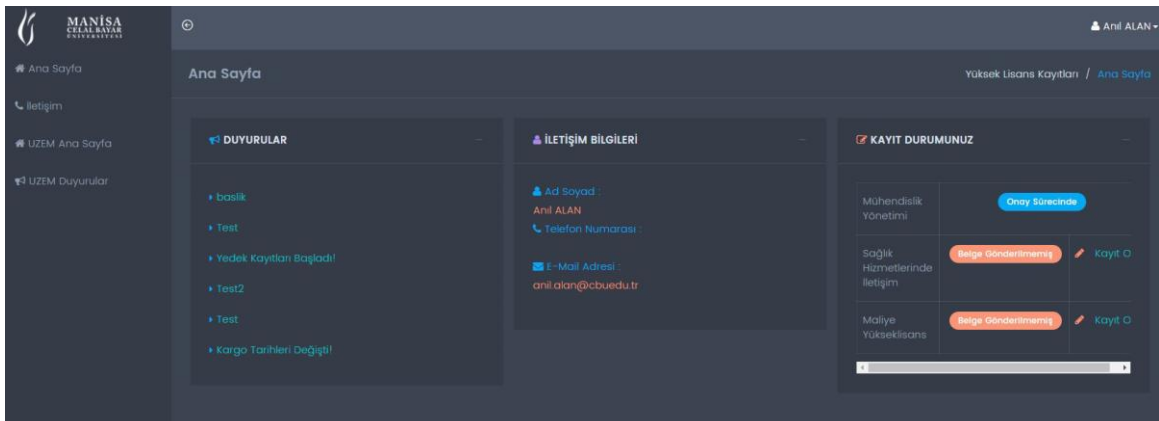 MANİSA
CELAL BAYAR
ÜNİVERSİTESİ
Anıl ALAN
Ana Sayfa
İletişim
UZEM Ana Sayfa
UZEM Duyurular
Ana Sayfa
Yüksek Lisans Kayıtları / Ana Sayfa
DUYURULAR
baslik
Test
Yedek Kayıtları Başladı!
Test2
Test
Kargo Tarihleri Değişti!
İLETİŞİM BİLGİLERİ
Ad Soyad :
Anıl ALAN
Telefon Numarası :
E-Mail Adresi :
anil.alan@cbuedu.tr
KAYIT DURUMUNUZ
Mühendislik
Yönetimi
Onay Sürecinde
Sağlık
Hizmetlerinde
İletişim
Belge Gönderilmemiş
Kayıt O
Maliye
Yükseklisans
Belge Gönderilmemiş
Kayıt O